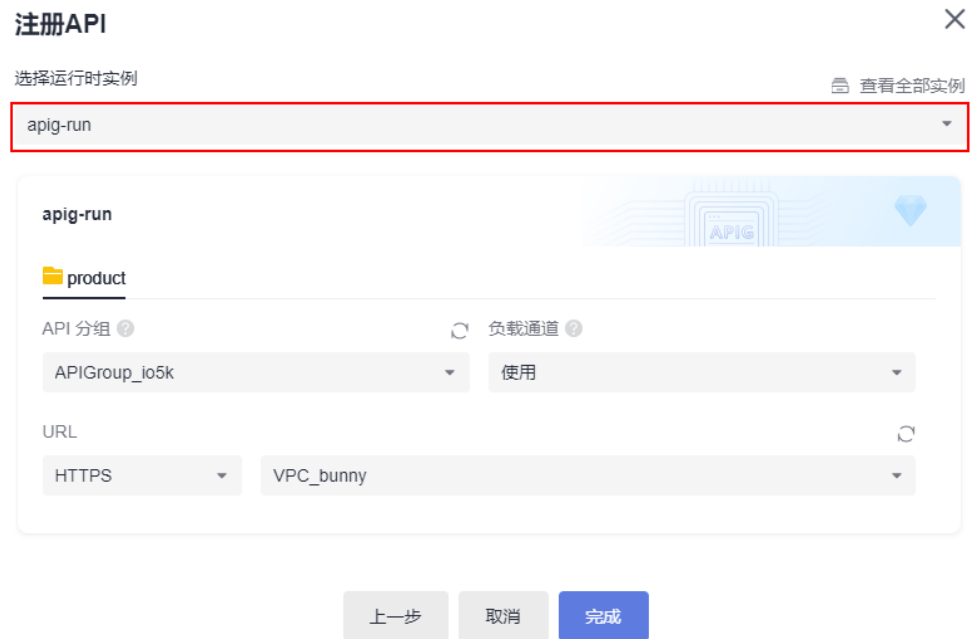 注册API
选择运行时实例
查看全部实例
apig-run
apig-run
APIG
product
API 分组
负载通道
APIGroup_io5k
使用
URL
HTTPS
VPC_bunny
上一步
取消
完成